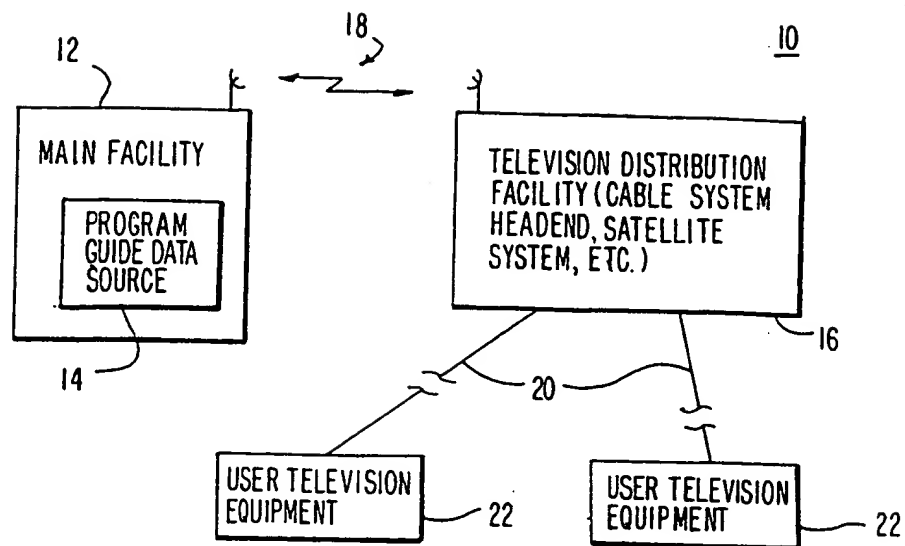 18
10
12
MAIN FACILITY
PROGRAM
GUIDE DATA
SOURCE
14
TELEVISION DISTRIBUTION
FACILITY (CABLE SYSTEM
HEADEND, SATELLITE
SYSTEM, ETC.)
16
20
USER TELEVISION
EQUIPMENT
22
USER TELEVISION
EQUIPMENT
22